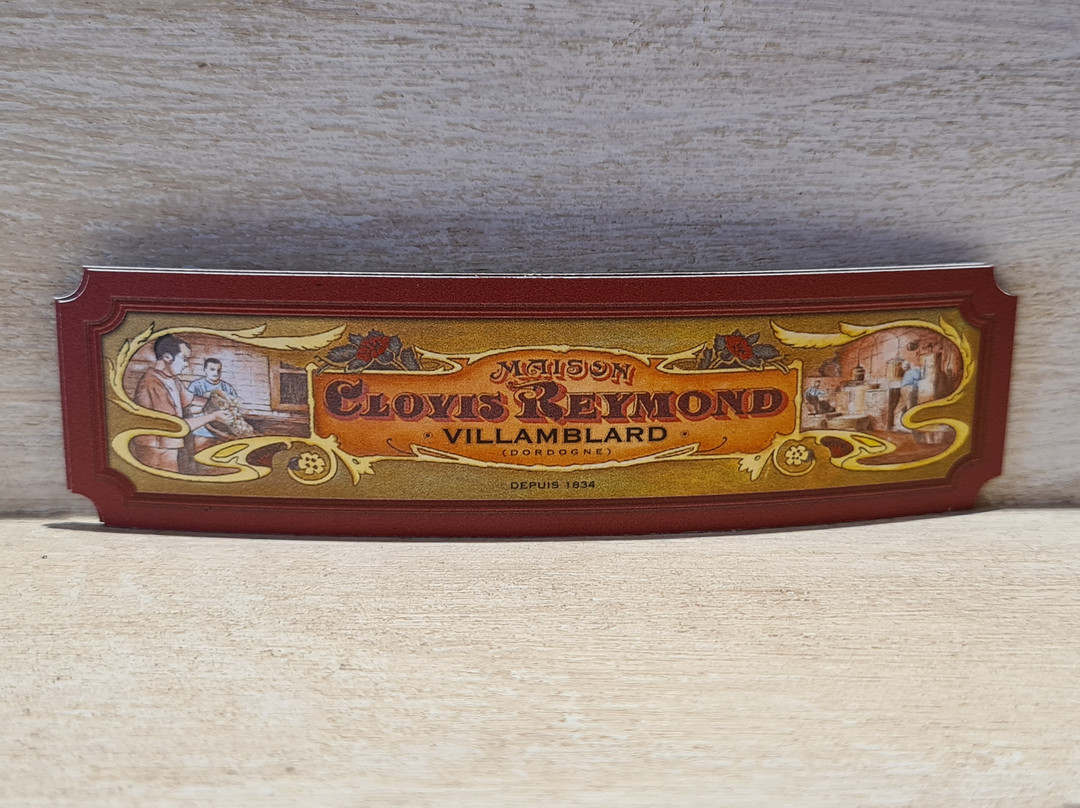 MAISON
CLOVIS REYMOND
• VILLAMBLARD •
(DORDOGNE)
DEPUIS 1834